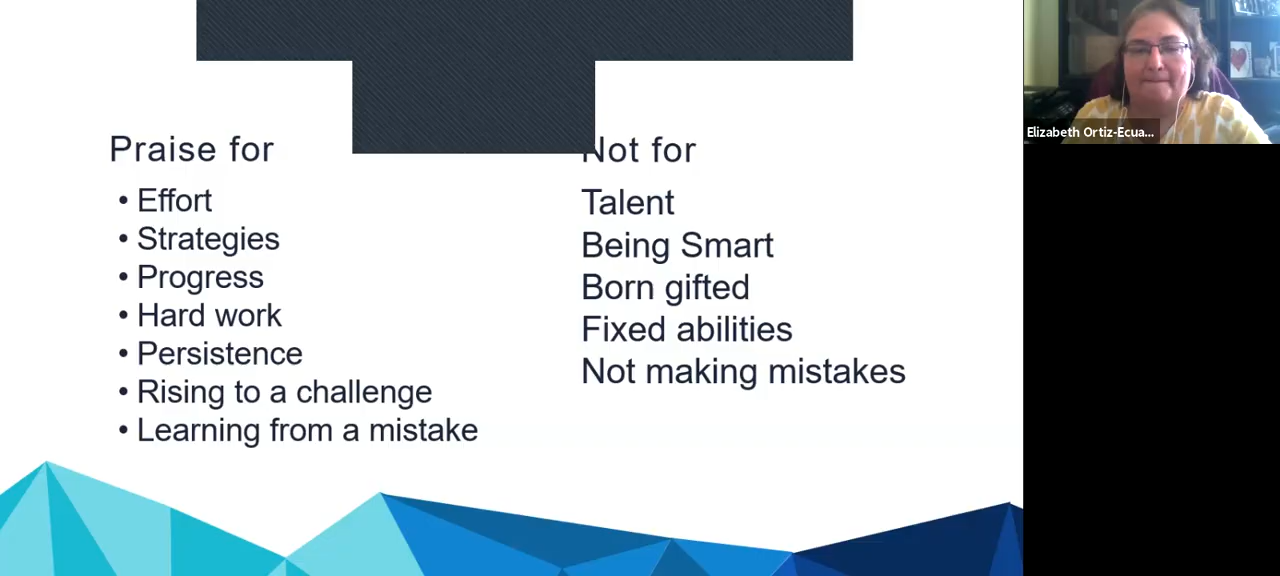 Praise for
• Effort
• Strategies
• Progress
• Hard work
• Persistence
• Rising to a challenge
• Learning from a mistake
Not for
Talent
Being Smart
Born gifted
Fixed abilities
Not making mistakes
Elizabeth Ortiz-Ecua...